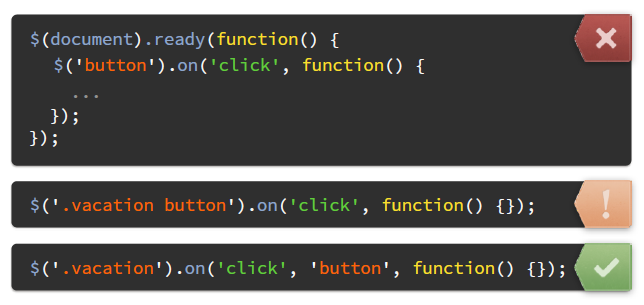 $(document).ready(function() {
$('button').on('click', function() {
...
});
});
$('.vacation button').on('click', function() {});
!
$('.vacation').on('click', 'button', function() {});